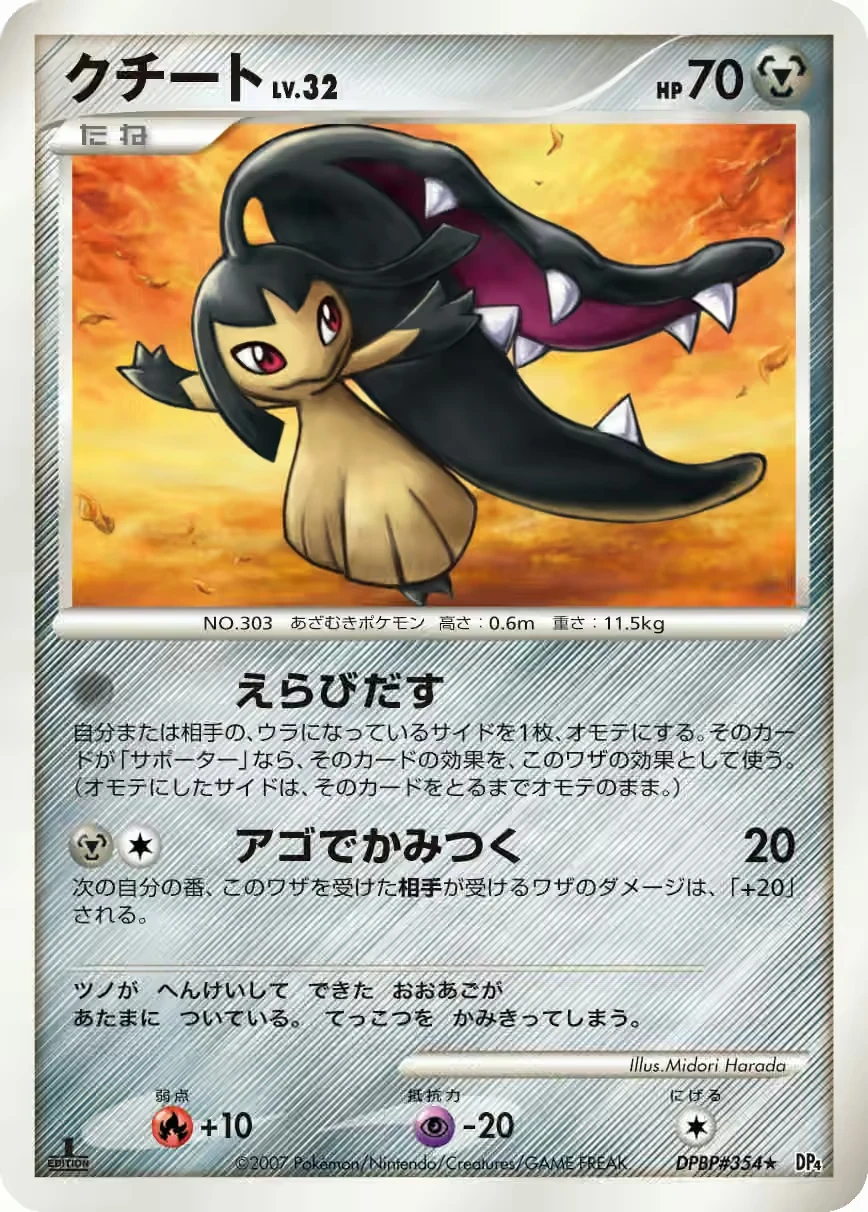 クチート LV.32 HP 70
たね
NO.303 あざむきポケモン 高さ：0.6m 重さ：11.5kg
えらびだす
自分または相手の、ウラになっているサイドを1枚、オモテにする。そのカー
ドが「サポーター」なら、そのカードの効果を、このワザの効果として使う。
（オモテにしたサイドは、そのカードをとるまでオモテのまま。）
アゴでかみつく 20
次の自分の番、このワザを受けた相手が受けるワザのダメージは、「+20」
される。
ツノが へんけいして できた おおあごが
あたまに ついている。 てっこつを かみきってしまう。
Illus.Midori Harada
弱点 抵抗力 にげる
+10 −20
1 EDITION ©2007 Pokémon/Nintendo/Creatures/GAME FREAK. DPBP#354★ DP4